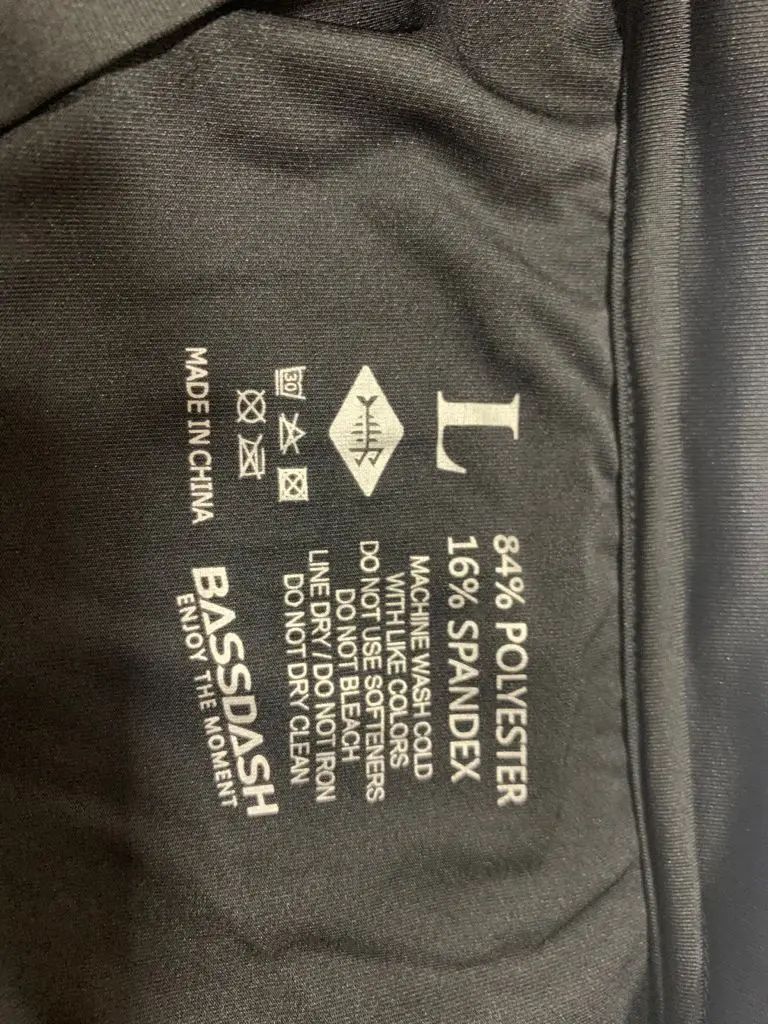 L
30
MADE IN CHINA
84% POLYESTER
16% SPANDEX
MACHINE WASH COLD
WITH LIKE COLORS
DO NOT USE SOFTENERS
DO NOT BLEACH
LINE DRY / DO NOT IRON
DO NOT DRY CLEAN
BASSDASH
ENJOY THE MOMENT